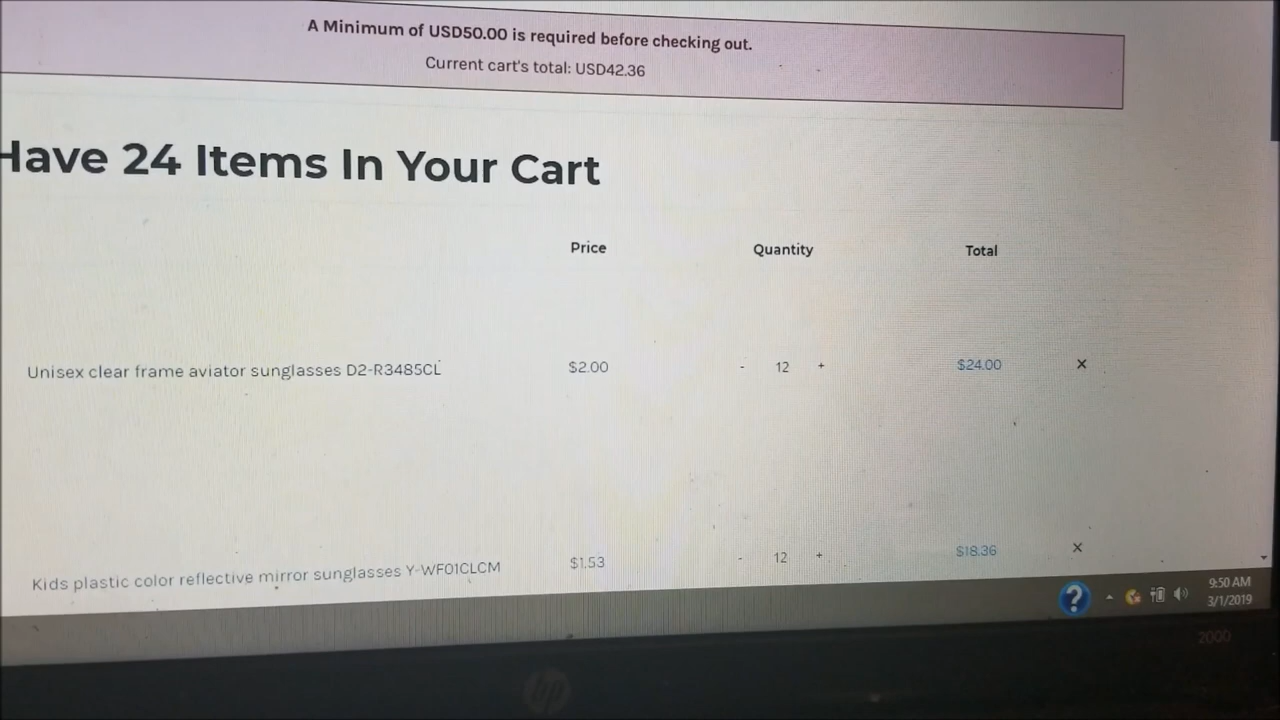 A Minimum of USD50.00 is required before checking out.
Current cart's total: USD42.36
Have 24 Items In Your Cart
Price Quantity Total
Unisex clear frame aviator sunglasses D2-R3485CL $2.00 - 12 + $24.00 ×
Kids plastic color reflective mirror sunglasses Y-WF01CLCM $1.53 - 12 + $18.36 ×
? 9:50 AM
3/1/2019
2000
hp